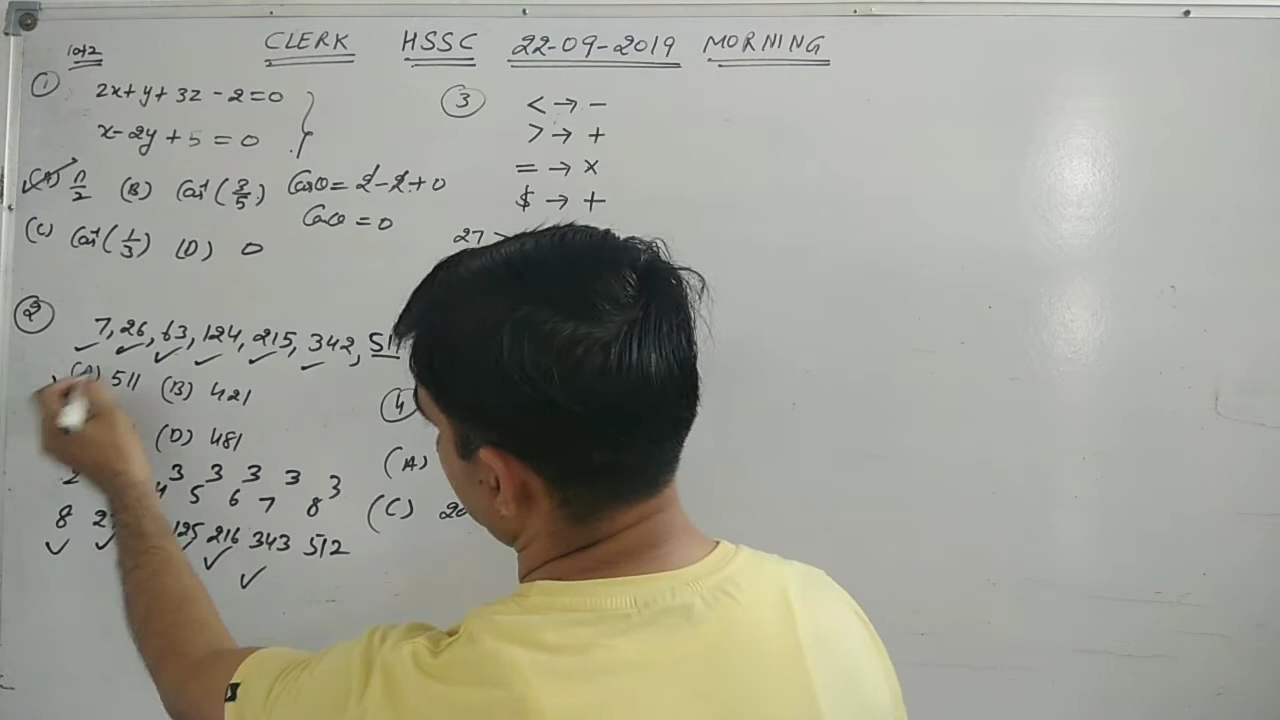 CLERK HSSC 22-09-2019 MORNING
1 2x+y+3z-2=0
x-2y+5=0
(A) π/2 (B) Cos⁻¹(3/5) Cosθ=2-2+0
Cosθ=0
(C) Cos⁻¹(1/3) (D) 0
2 7,26,63,124,215,342,511
(A) 511 (B) 421
(D) 481
3 3 3 3 3
2 4 5 6 7 8
8 125 216 343 512
3 <→-
>→+
=→×
$→+
27
4
(A)
(C)